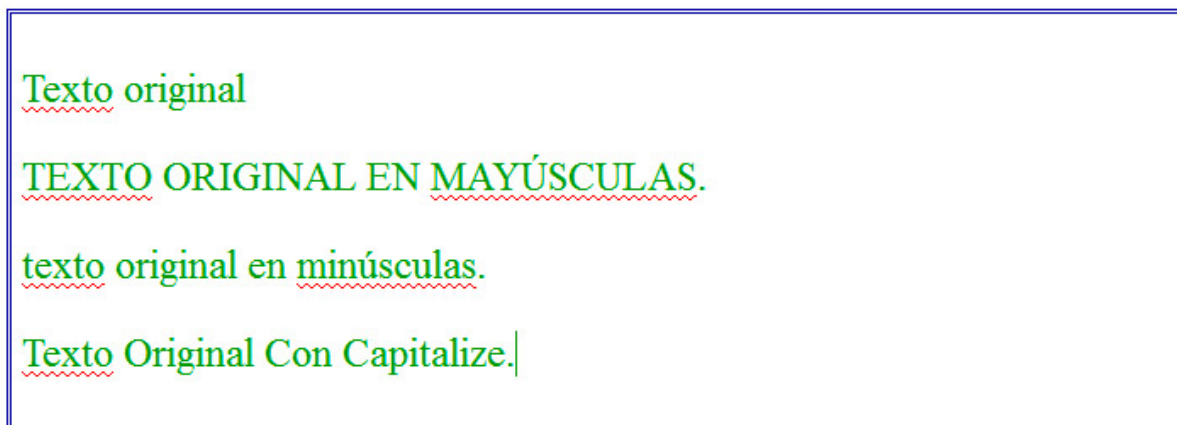 Texto original
TEXTO ORIGINAL EN MAYÚSCULAS.
texto original en minúsculas.
Texto Original Con Capitalize.